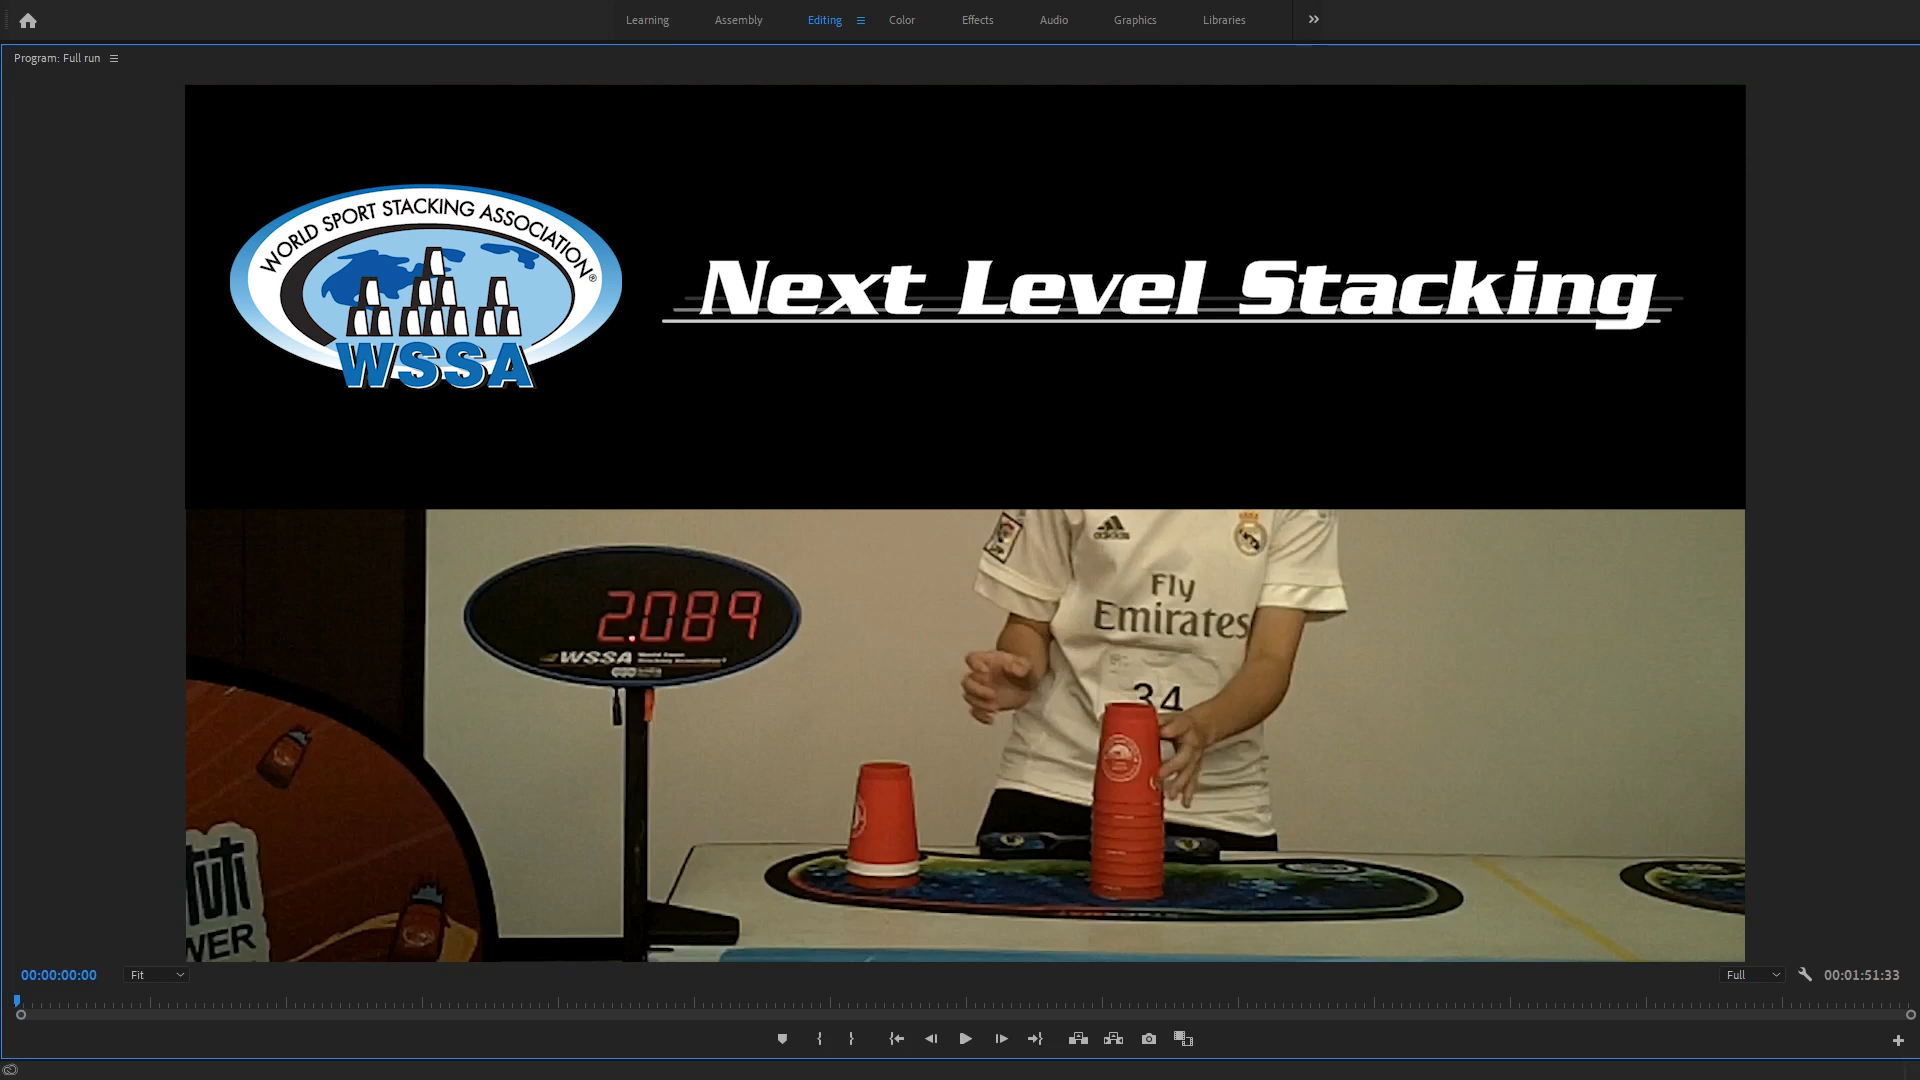 Learning Assembly Editing Color Effects Audio Graphics Libraries
Program: Full run
WORLD SPORT STACKING ASSOCIATION®
WSSA
Next Level Stacking
adidas
Fly
Emirates
2.089
WSSA
34
WER
00:00:00:00 Fit Full 00:01:51:33